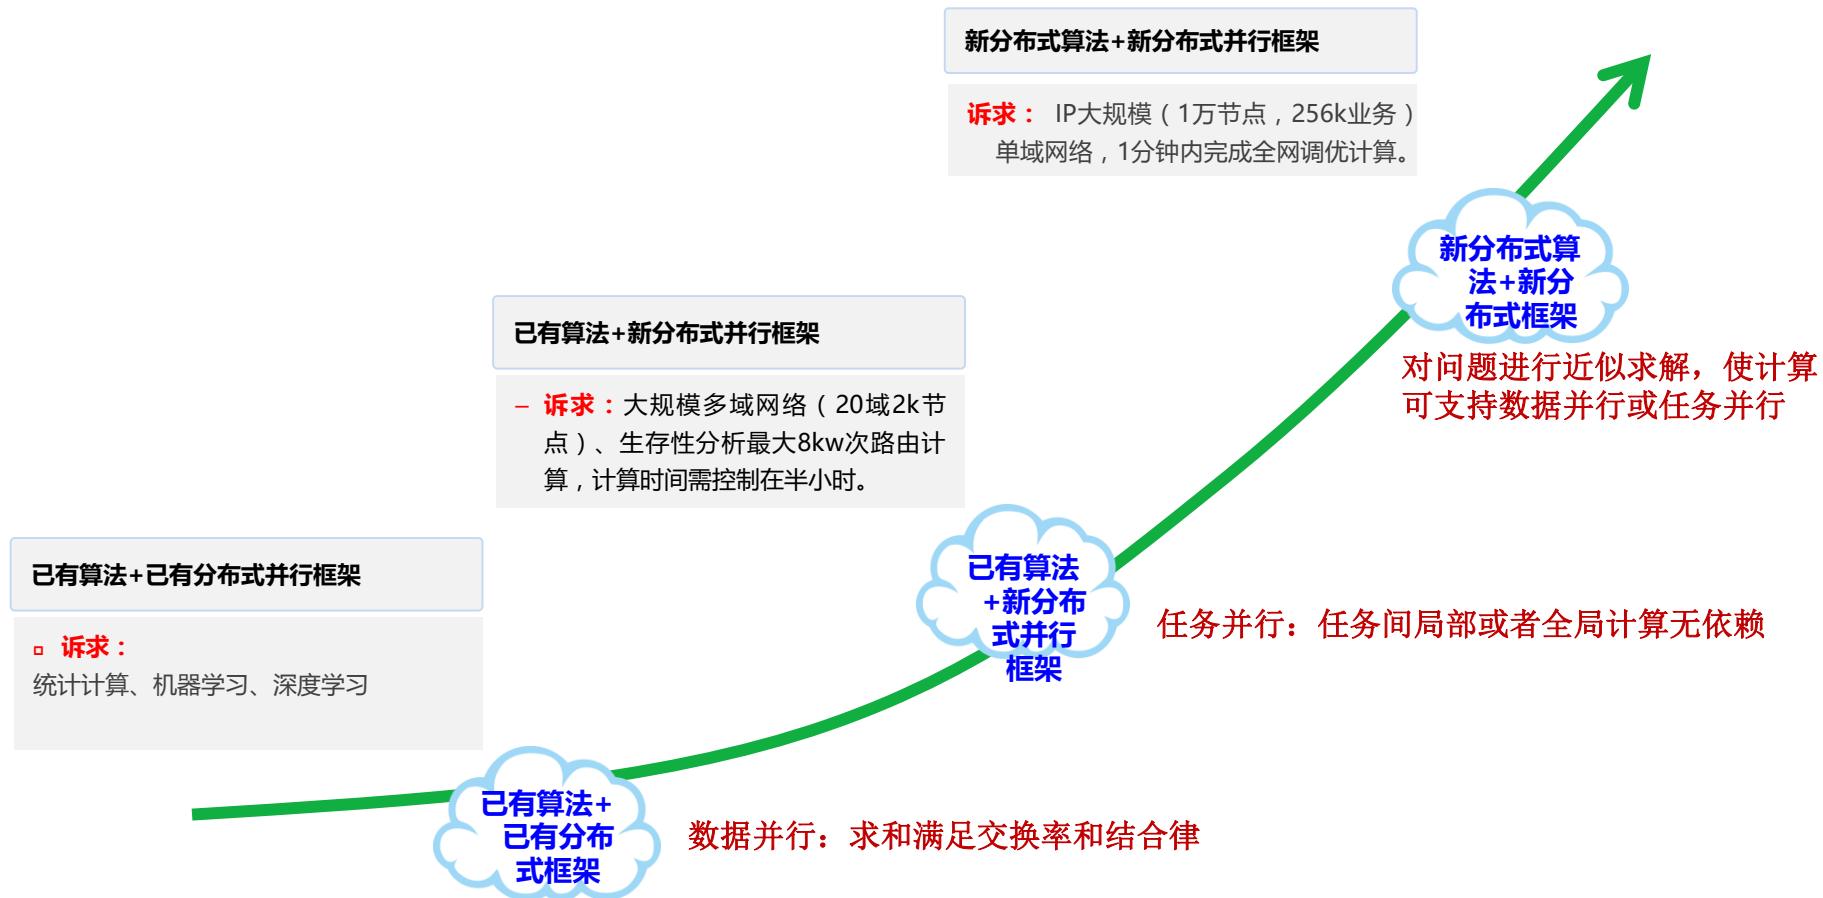 新分布式算法+新分布式并行框架
诉求： IP大规模（1万节点，256k业务）
单域网络，1分钟内完成全网调优计算。
新分布式算
法+新分
布式框架
对问题进行近似求解，使计算
可支持数据并行或任务并行
已有算法+新分布式并行框架
– 诉求：大规模多域网络（20域2k节
点）、生存性分析最大8kw次路由计
算，计算时间需控制在半小时。
已有算法
+新分布
式并行
框架
任务并行：任务间局部或者全局计算无依赖
已有算法+已有分布式并行框架
诉求：
统计计算、机器学习、深度学习
已有算法+
已有分布
式框架
数据并行：求和满足交换率和结合律